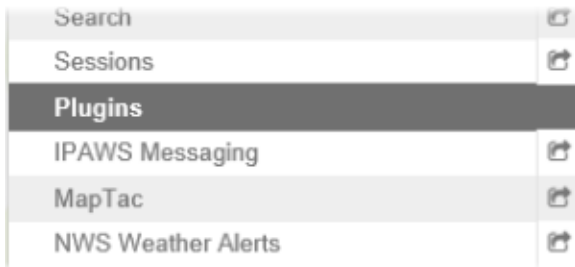 Search
Sessions
Plugins
IPAWS Messaging
MapTac
NWS Weather Alerts